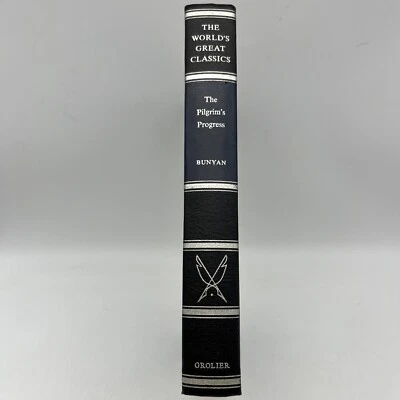 THE
WORLD'S
GREAT
CLASSICS
The
Pilgrim's
Progress
BUNYAN
GROLIER